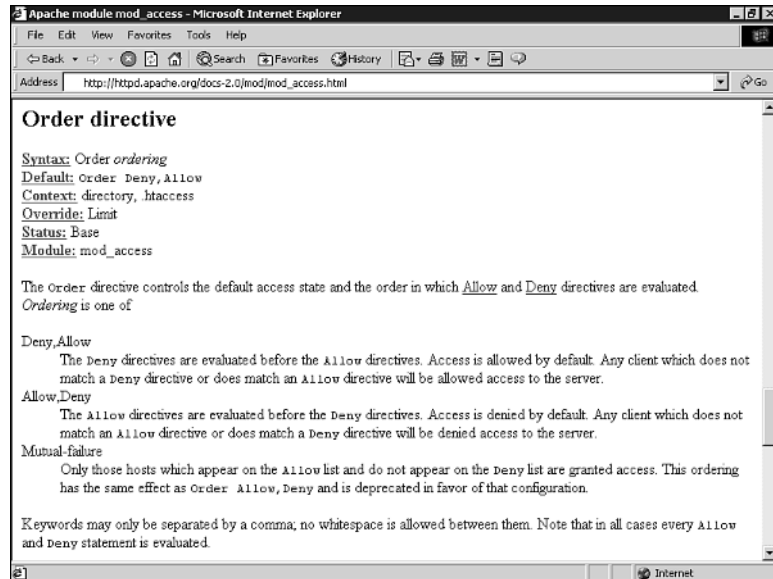 Apache module mod_access - Microsoft Internet Explorer
File Edit View Favorites Tools Help
Back Search Favorites History
Address http://httpd.apache.org/docs-2.0/mod/mod_access.html Go
Order directive
Syntax: Order ordering
Default: Order Deny,Allow
Context: directory, .htaccess
Override: Limit
Status: Base
Module: mod_access
The Order directive controls the default access state and the order in which Allow and Deny directives are evaluated.
Ordering is one of
Deny,Allow
The Deny directives are evaluated before the Allow directives. Access is allowed by default. Any client which does not
match a Deny directive or does match an Allow directive will be allowed access to the server.
Allow,Deny
The Allow directives are evaluated before the Deny directives. Access is denied by default. Any client which does not
match an Allow directive or does match a Deny directive will be denied access to the server.
Mutual-failure
Only those hosts which appear on the Allow list and do not appear on the Deny list are granted access. This ordering
has the same effect as Order Allow,Deny and is deprecated in favor of that configuration.
Keywords may only be separated by a comma; no whitespace is allowed between them. Note that in all cases every Allow
and Deny statement is evaluated.
Internet